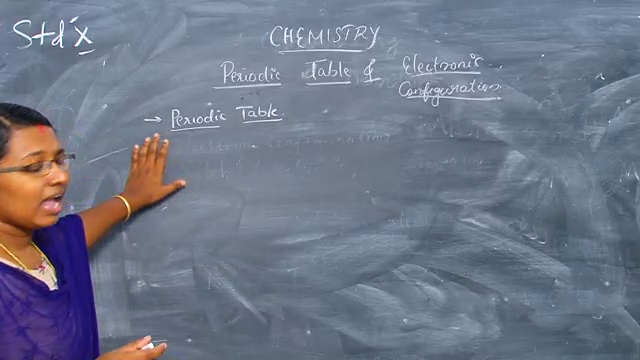 Std X
CHEMISTRY
Periodic Table & Electronic
Configuration
→ Periodic Table.